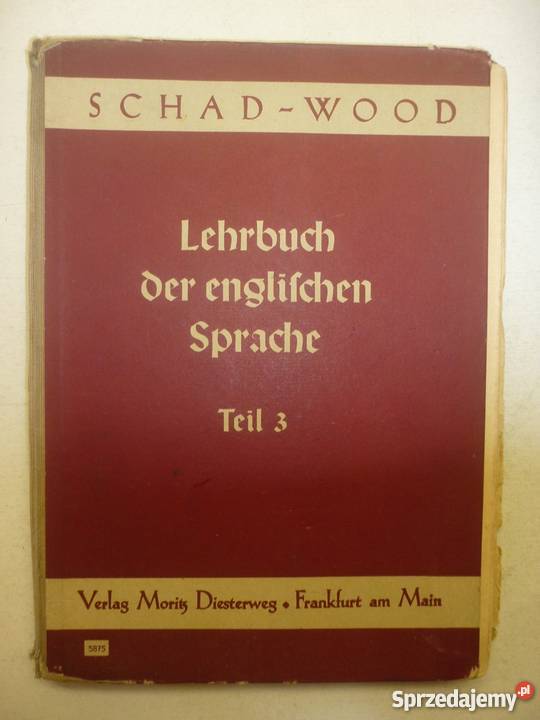 SCHAD-WOOD
Lehrbuch
der engliſchen
Sprache
Teil 3
Verlag Moritz Diesterweg • Frankfurt am Main
5875
Sprzedajemy.pl